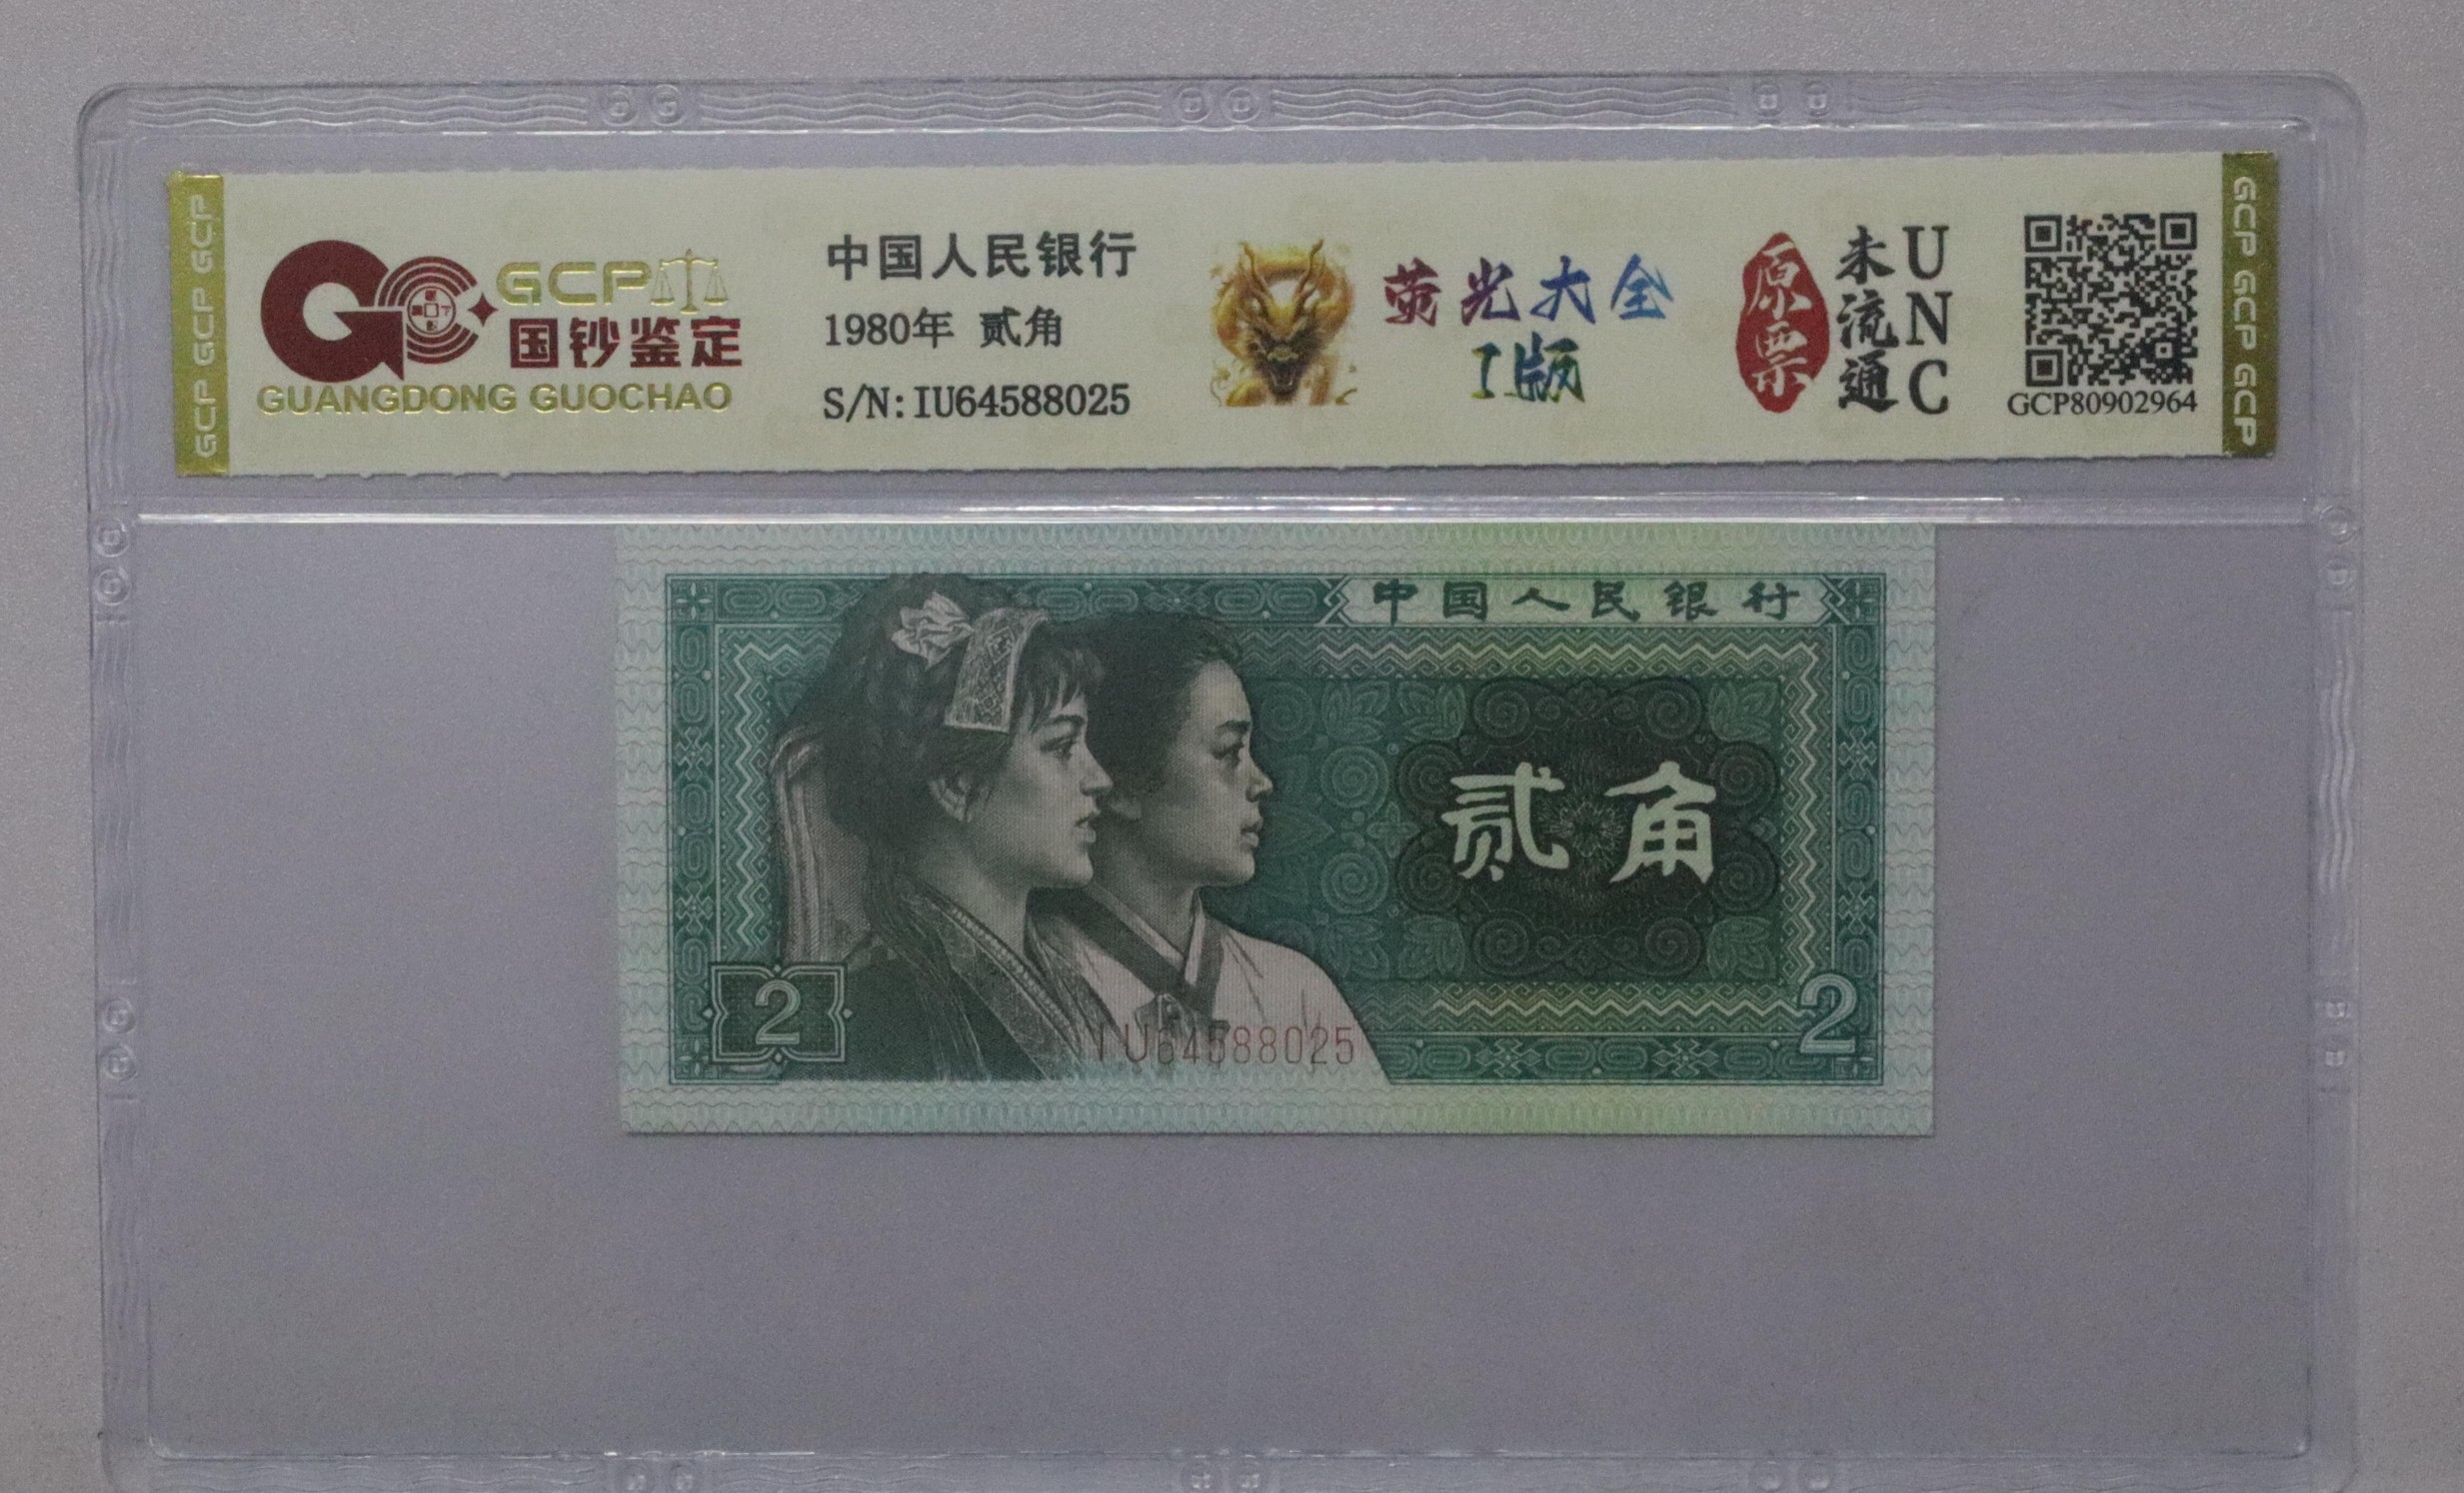 GCP GCP GCP
GCP
国钞鉴定
GUANGDONG GUOCHAO
中国人民银行
1980年 贰角
S/N: IU64588025
荧光大全
I版
原票
未流通
UNC
GCP80902964
GCP GCP GCP
中国人民银行
贰角
2
IU64588025
2